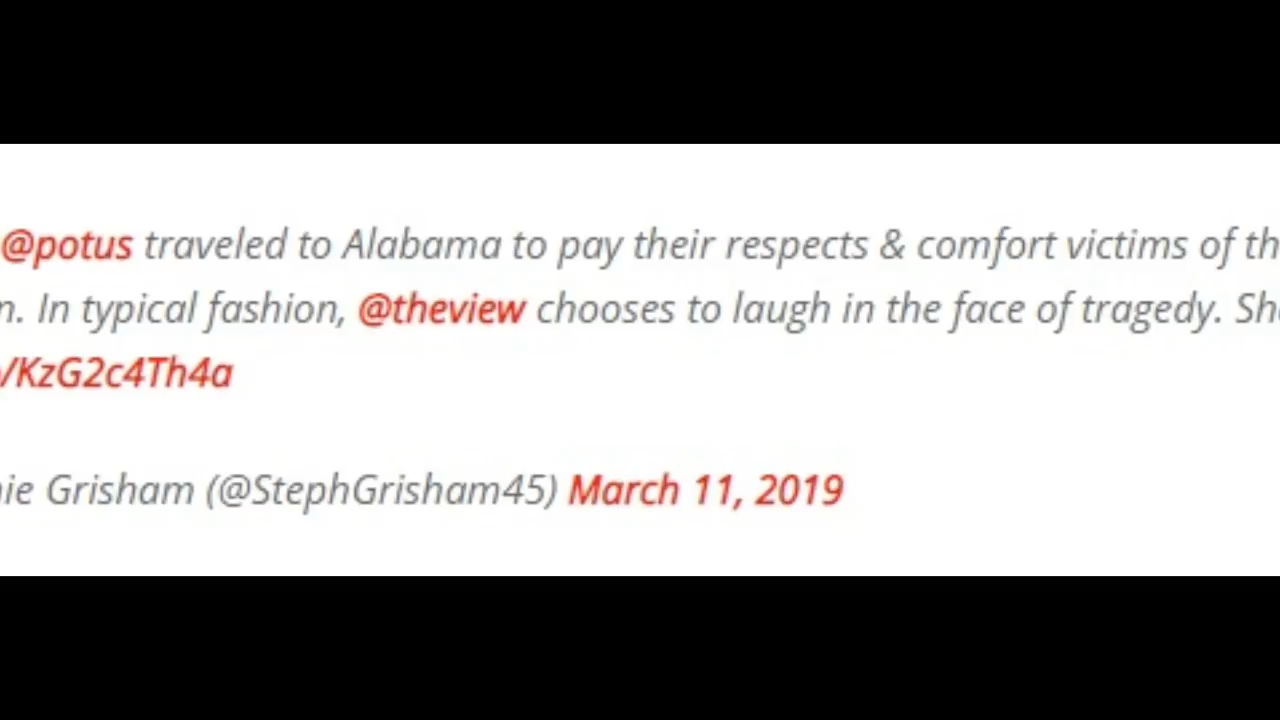 @potus traveled to Alabama to pay their respects & comfort victims of th
n. In typical fashion, @theview chooses to laugh in the face of tragedy. Sh
/KzG2c4Th4a
nie Grisham (@StephGrisham45) March 11, 2019